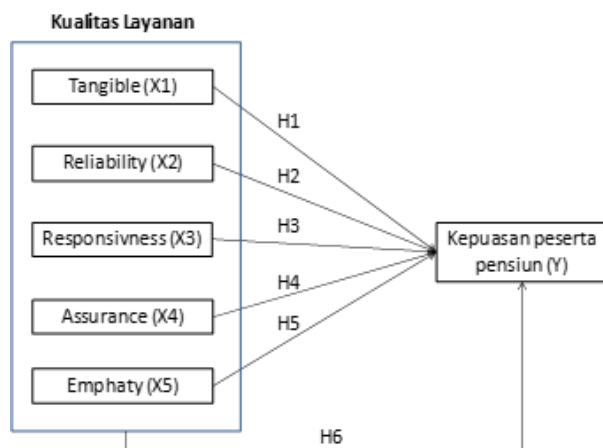 Kualitas Layanan
Tangible (X1)
H1
Reliability (X2)
H2
Responsivness (X3)
H3
Kepuasan peserta
pensiun (Y)
Assurance (X4)
H4
H5
Emphaty (X5)
H6